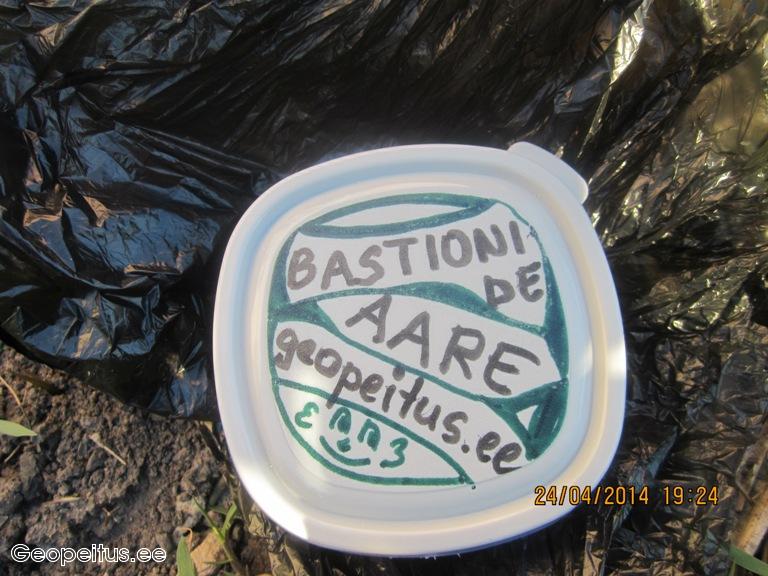 BASTIONI-
DE
AARE
geopeitus.ee
24/04/2014 19:24
Geopeitus.ee